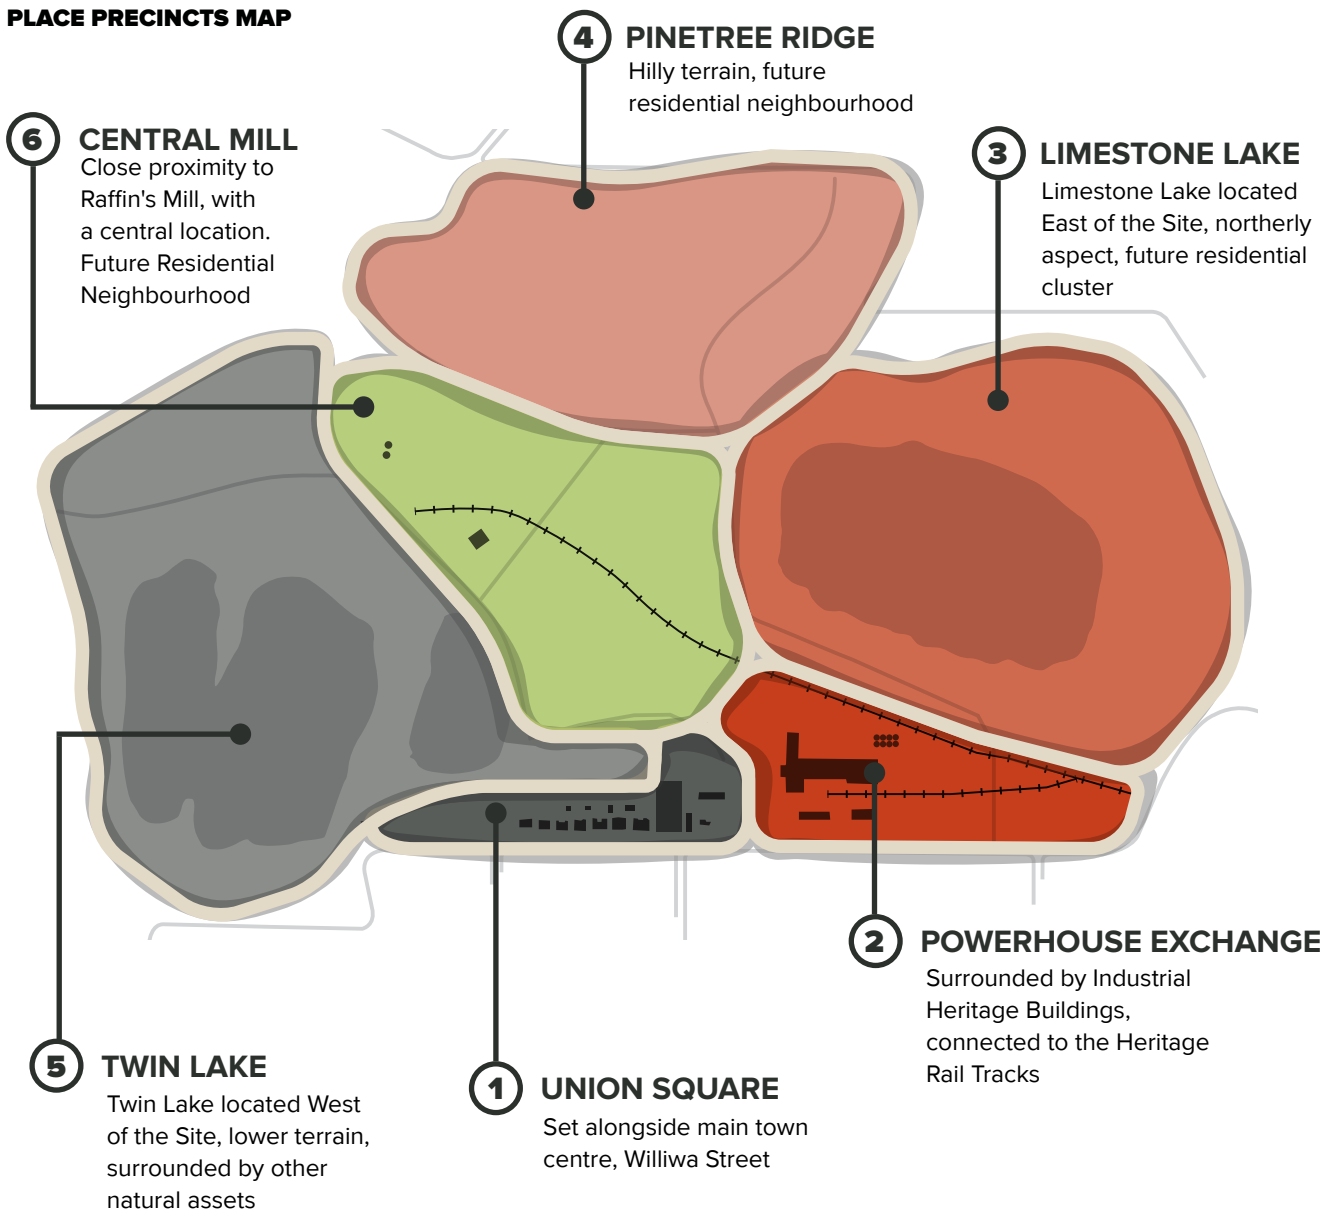 PLACE PRECINCTS MAP
4 PINETREE RIDGE
Hilly terrain, future
residential neighbourhood
6 CENTRAL MILL
Close proximity to
Raffin's Mill, with
a central location.
Future Residential
Neighbourhood
3 LIMESTONE LAKE
Limestone Lake located
East of the Site, northerly
aspect, future residential
cluster
2 POWERHOUSE EXCHANGE
Surrounded by Industrial
Heritage Buildings,
connected to the Heritage
Rail Tracks
5 TWIN LAKE
Twin Lake located West
of the Site, lower terrain,
surrounded by other
natural assets
1 UNION SQUARE
Set alongside main town
centre, Williwa Street